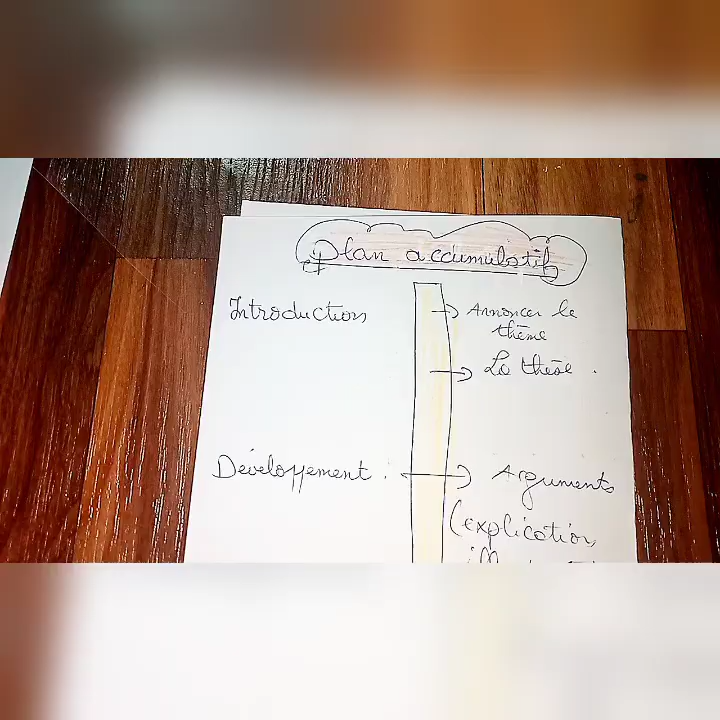 Plan accumulatif
Introduction
→ Annoncer le
thème
→ La thèse.
Développement :
→ Arguments
(explication,